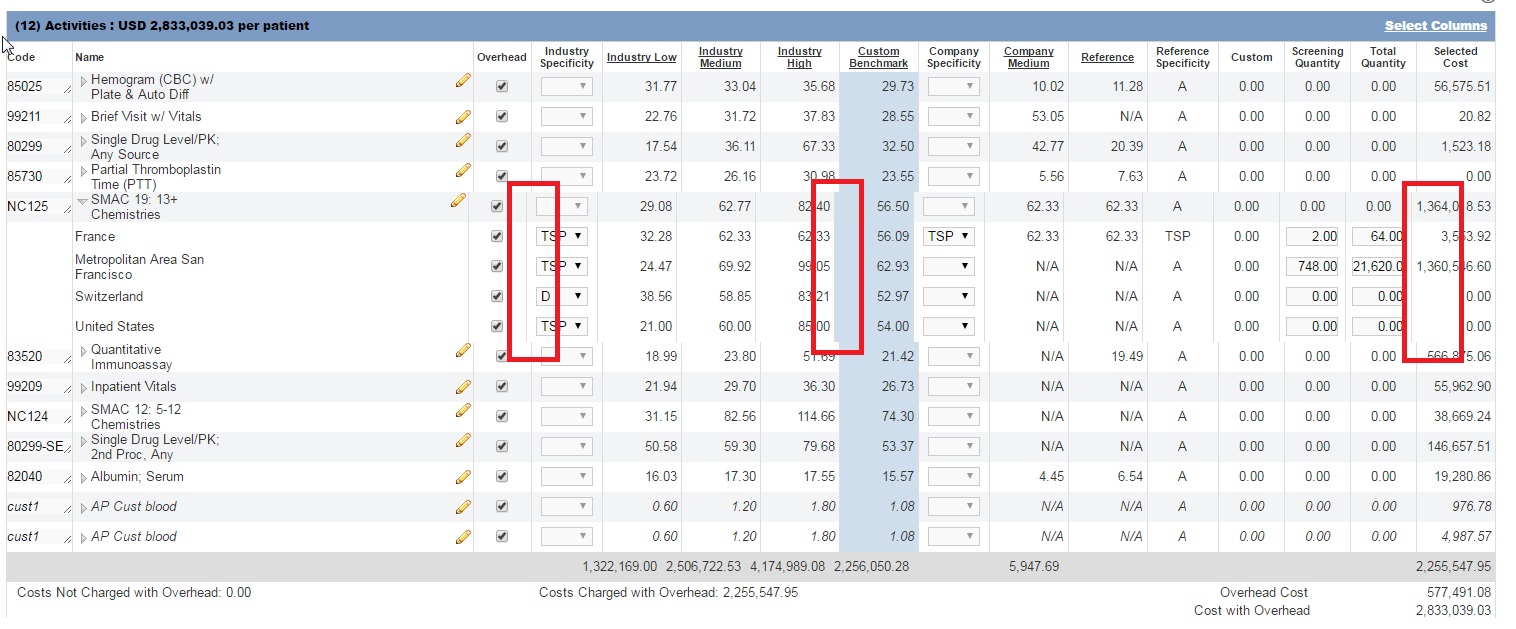 (12) Activities : USD 2,833,039.03 per patient Select Columns
Code Name Overhead Industry Specificity Industry Low Industry Medium Industry High Custom Benchmark Company Specificity Company Medium Reference Reference Specificity Custom Screening Quantity Total Quantity Selected Cost
85025 Hemogram (CBC) w/ Plate & Auto Diff 31.77 33.04 35.68 29.73 10.02 11.28 A 0.00 0.00 0.00 56,575.51
99211 Brief Visit w/ Vitals 22.76 31.72 37.83 28.55 53.05 N/A A 0.00 0.00 0.00 20.82
80299 Single Drug Level/PK; Any Source 17.54 36.11 67.33 32.50 42.77 20.39 A 0.00 0.00 0.00 1,523.18
85730 Partial Thromboplastin Time (PTT) 23.72 26.16 30.98 23.55 5.56 7.63 A 0.00 0.00 0.00 0.00
NC125 SMAC 19: 13+ Chemistries 29.08 62.77 82.40 56.50 62.33 62.33 A 0.00 0.00 0.00
France TSP 32.28 62.33 62.33 56.09 TSP 62.33 62.33 TSP 0.00 2.00 64.00
Metropolitan Area San Francisco TSP 24.47 69.92 99.05 62.93 N/A N/A A 0.00 748.00 21,620.0
Switzerland D 38.56 58.85 83.21 52.97 N/A N/A A 0.00 0.00 0.00 0.00
United States TSP 21.00 60.00 85.00 54.00 N/A N/A A 0.00 0.00 0.00 0.00
83520 Quantitative Immunoassay 18.99 23.80 51.69 21.42 N/A 19.49 A 0.00 0.00 0.00
99209 Inpatient Vitals 21.94 29.70 36.30 26.73 N/A N/A A 0.00 0.00 0.00 55,962.90
NC124 SMAC 12: 5-12 Chemistries 31.15 82.56 114.66 74.30 N/A N/A A 0.00 0.00 0.00 38,669.24
80299-SE Single Drug Level/PK; 2nd Proc, Any 50.58 59.30 79.68 53.37 N/A N/A A 0.00 0.00 0.00 146,657.51
82040 Albumin; Serum 16.03 17.30 17.55 15.57 4.45 6.54 A 0.00 0.00 0.00 19,280.86
cust1 AP Cust blood 0.60 1.20 1.80 1.08 N/A N/A A 0.00 0.00 0.00 976.78
cust1 AP Cust blood 0.60 1.20 1.80 1.08 N/A N/A A 0.00 0.00 0.00 4,987.57
1,322,169.00 2,506,722.53 4,174,989.08 2,256,050.28 5,947.69 2,255,547.95
Costs Not Charged with Overhead: 0.00 Costs Charged with Overhead: 2,255,547.95 Overhead Cost 577,491.08
Cost with Overhead 2,833,039.03